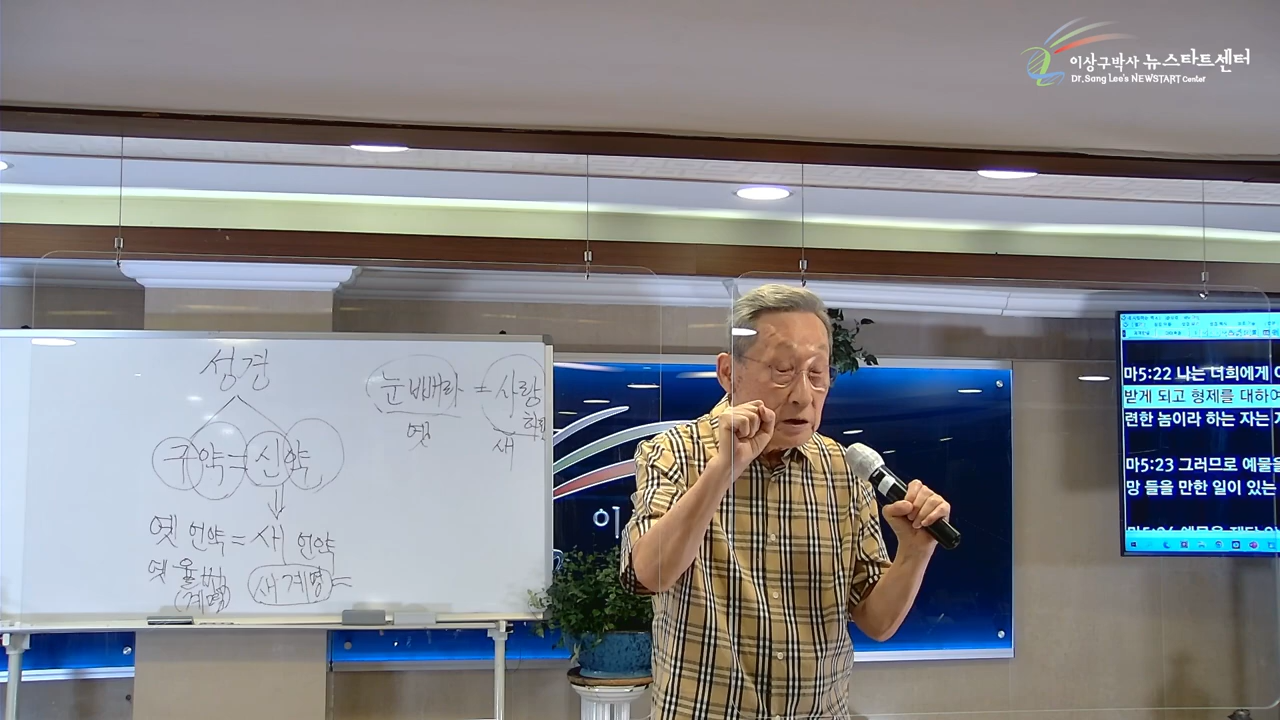 이상구박사 뉴스타트센터
Dr. Sang Lee's NEWSTART Center
성경
구약=신약
옛 언약=새 언약
옛 율법 새계명=
(계명)
눈빼라=사랑
옛 새
이
마5:22 나는 너희에게
받게 되고 형제를 대하여
련한 놈이라 하는 자는
마5:23 그러므로 예물을
망 들을 만한 일이 있는